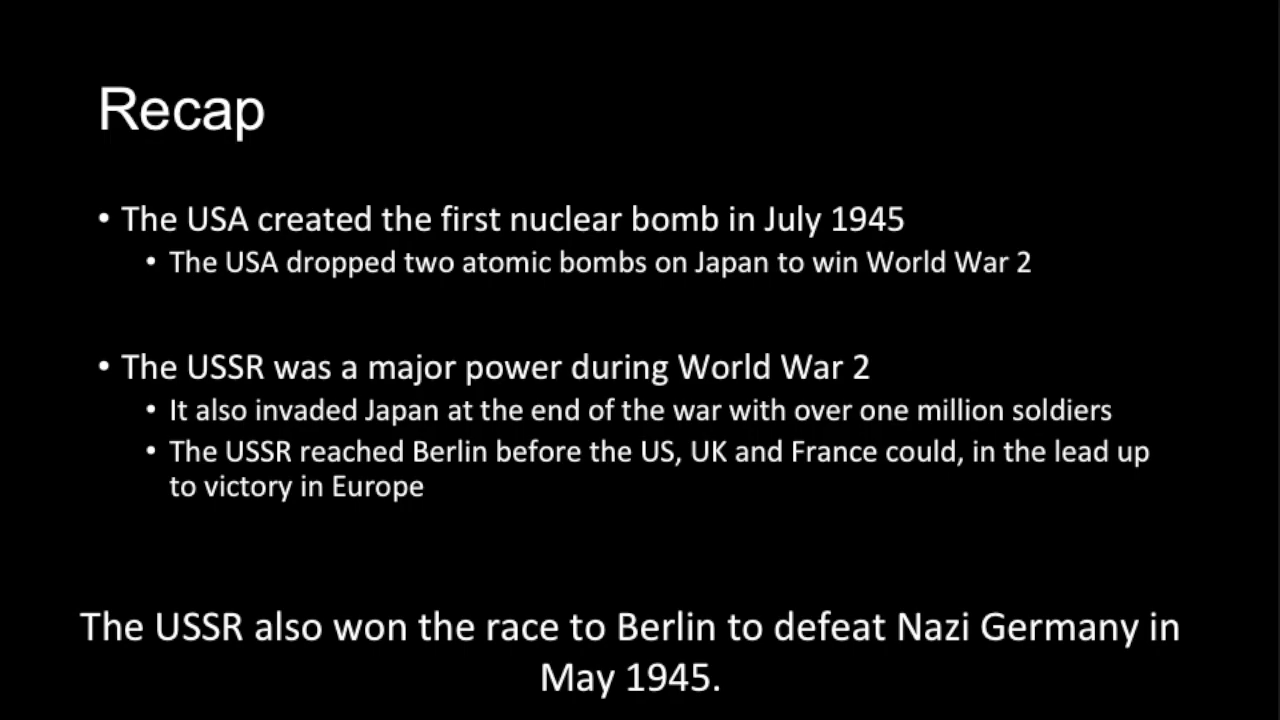 Recap
• The USA created the first nuclear bomb in July 1945
• The USA dropped two atomic bombs on Japan to win World War 2
• The USSR was a major power during World War 2
• It also invaded Japan at the end of the war with over one million soldiers
• The USSR reached Berlin before the US, UK and France could, in the lead up
to victory in Europe
The USSR also won the race to Berlin to defeat Nazi Germany in
May 1945.